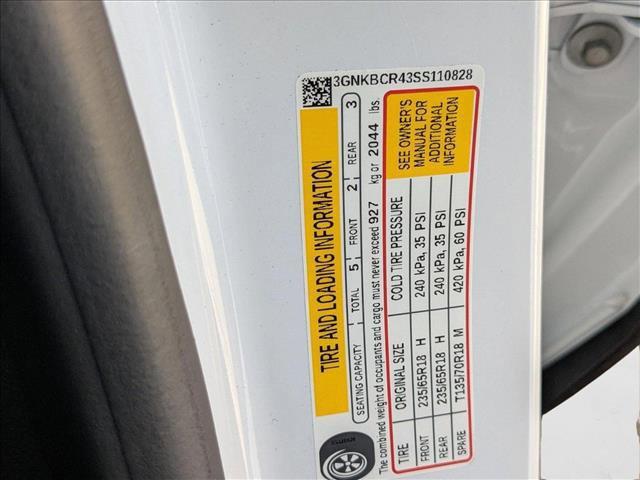 3GNKBCR43SS110828
TIRE AND LOADING INFORMATION
SEATING CAPACITY TOTAL 5 FRONT 2 REAR 3
The combined weight of occupants and cargo must never exceed 927 kg or 2044 lbs.
TIRE ORIGINAL SIZE COLD TIRE PRESSURE
FRONT 235/65R18 H 240 kPa, 35 PSI
REAR 235/65R18 H 240 kPa, 35 PSI
SPARE T135/70R18 M 420 kPa, 60 PSI
SEE OWNER'S
MANUAL FOR
ADDITIONAL
INFORMATION